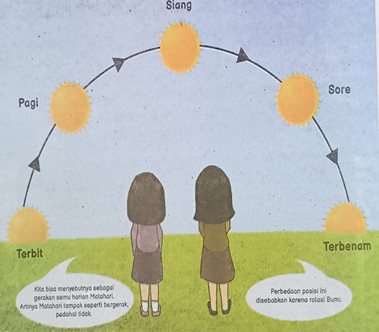 Siang
Pagi
Sore
Terbit
Terbenam
Kita bisa menyebutnya sebagai
gerakan semu harian Matahari.
Artinya Matahari tampak seperti bergerak,
padahal tidak.
Perbedaan posisi ini
disebabkan karena rotasi Bumi.